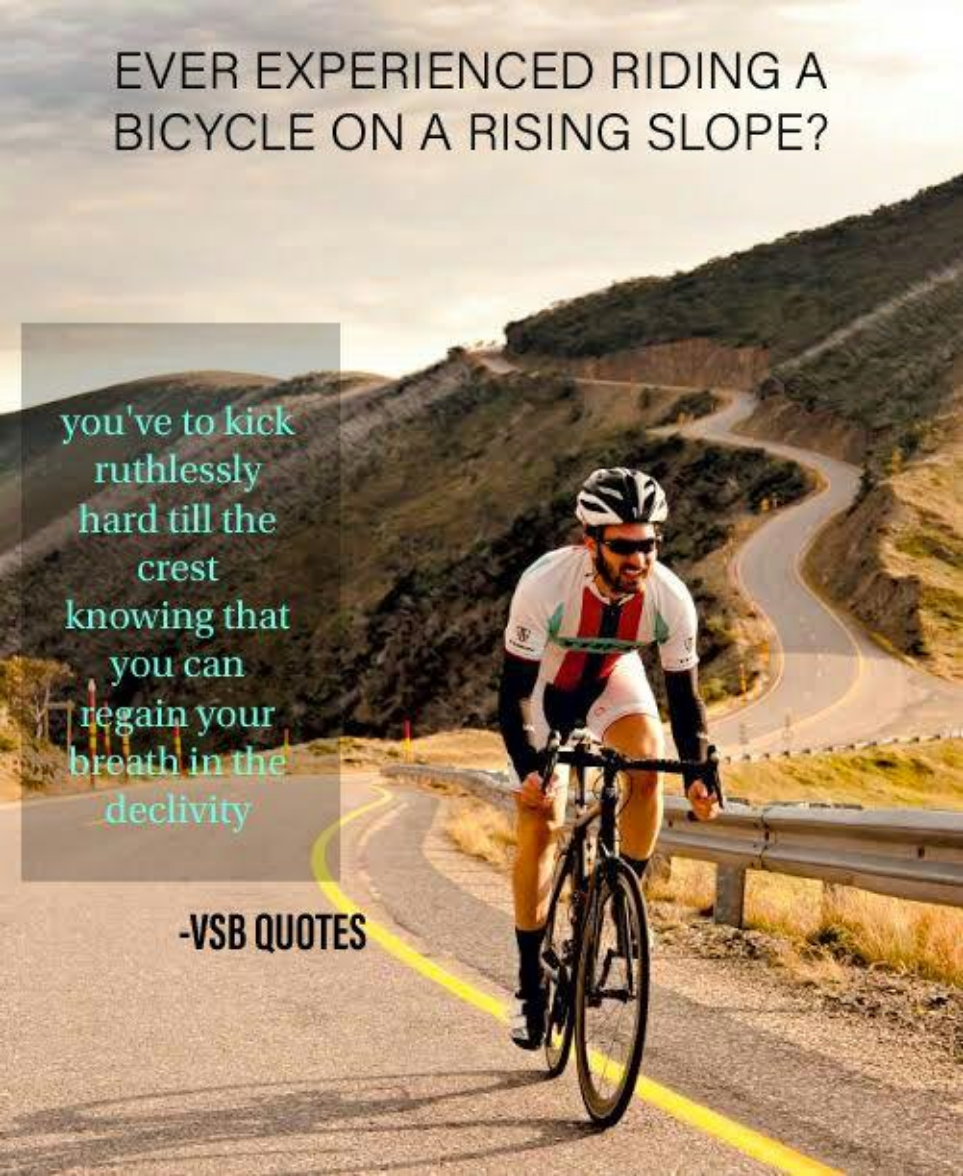 EVER EXPERIENCED RIDING A
BICYCLE ON A RISING SLOPE?
you've to kick
ruthlessly
hard till the
crest
knowing that
you can
regain your
breath in the
declivity
-VSB QUOTES